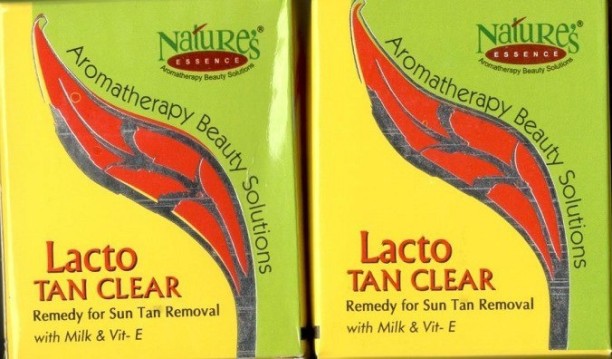 Nature's®
ESSENCE
Aromatherapy Beauty Solutions
Aromatherapy Beauty Solutions
Lacto
TAN CLEAR
Remedy for Sun Tan Removal
with Milk & Vit- E
Nature's®
ESSENCE
Aromatherapy Beauty Solutions
Aromatherapy Beauty Solutions
Lacto
TAN CLEAR
Remedy for Sun Tan Removal
with Milk & Vit- E